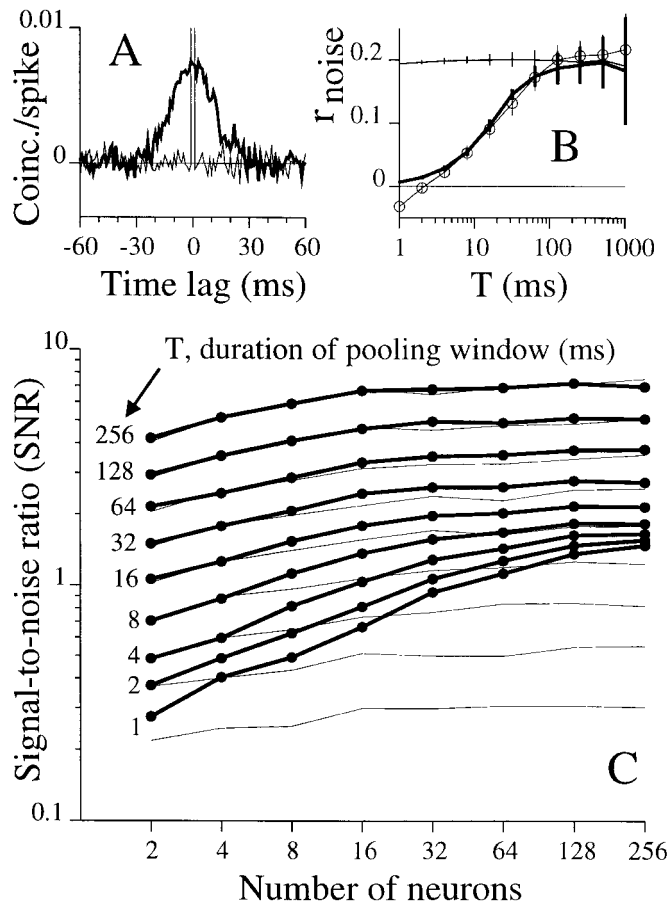 A
Coinc./spike
0.01
0
-60 -30 0 30 60
Time lag (ms)
B
r noise
0.2
0.1
0
1 10 100 1000
T (ms)
C
T, duration of pooling window (ms)
Signal-to-noise ratio (SNR)
10
1
0.1
256
128
64
32
16
8
4
2
1
2 4 8 16 32 64 128 256
Number of neurons